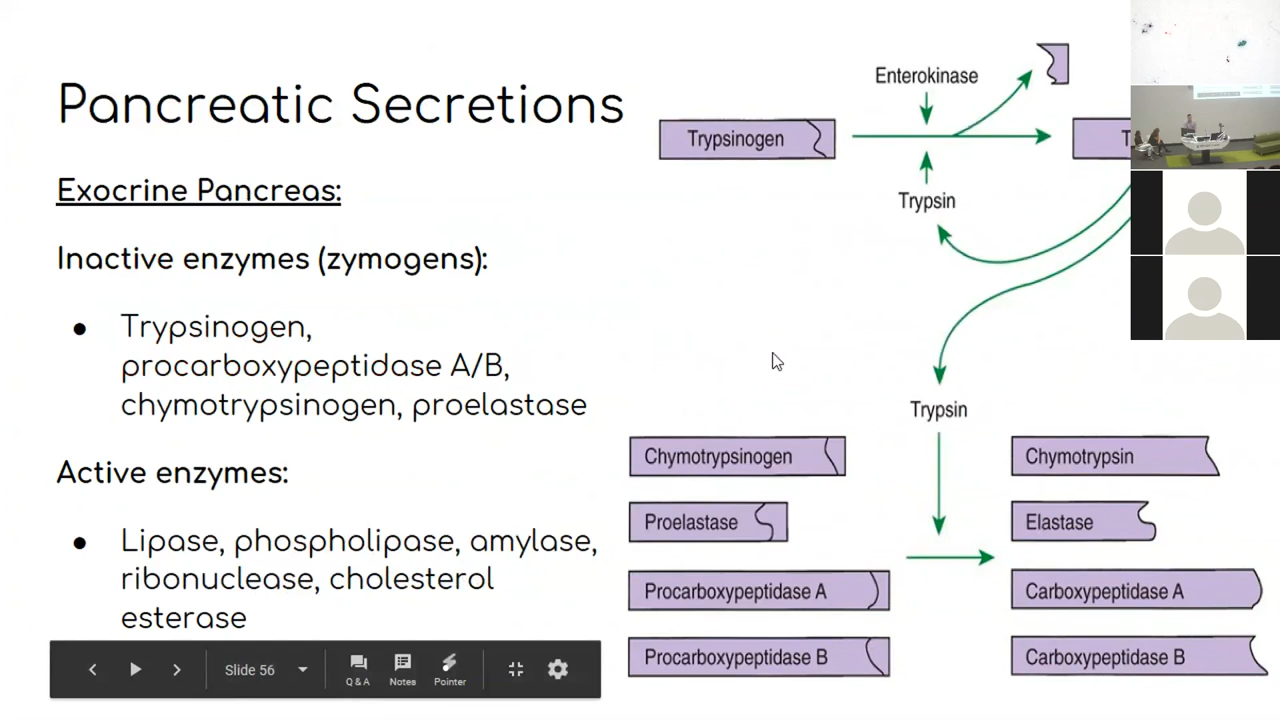 Pancreatic Secretions
Exocrine Pancreas:
Inactive enzymes (zymogens):
● Trypsinogen,
procarboxypeptidase A/B,
chymotrypsinogen, proelastase
Active enzymes:
● Lipase, phospholipase, amylase,
ribonuclease, cholesterol
esterase
Enterokinase
Trypsinogen
T
Trypsin
Trypsin
Chymotrypsinogen
Chymotrypsin
Proelastase
Elastase
Procarboxypeptidase A
Carboxypeptidase A
Procarboxypeptidase B
Carboxypeptidase B
Slide 56
Q & A
Notes
Pointer